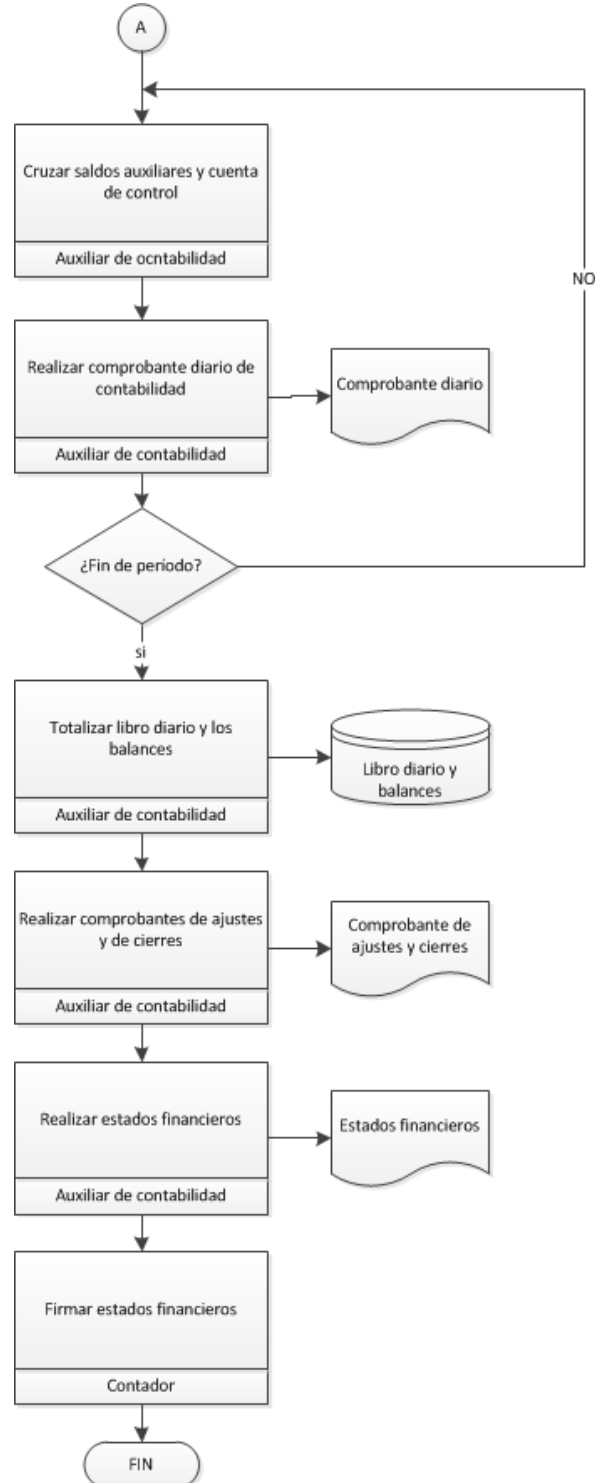 A
Cruzar saldos auxiliares y cuenta
de control
Auxiliar de ocntabilidad
NO
Realizar comprobante diario de
contabilidad
Auxiliar de contabilidad
Comprobante diario
¿Fin de periodo?
si
Totalizar libro diario y los
balances
Auxiliar de contabilidad
Libro diario y
balances
Realizar comprobantes de ajustes
y de cierres
Auxiliar de contabilidad
Comprobante de
ajustes y cierres
Realizar estados financieros
Auxiliar de contabilidad
Estados financieros
Firmar estados financieros
Contador
FIN